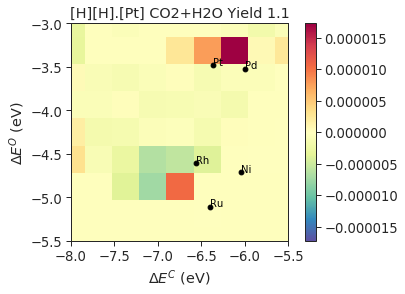 [H][H].[Pt] CO2+H2O Yield 1.1
−3.0
−3.5
−4.0
−4.5
−5.0
−5.5
ΔE^O (eV)
Pt
Pd
Rh
Ni
Ru
−8.0 −7.5 −7.0 −6.5 −6.0 −5.5
ΔE^C (eV)
0.000015
0.000010
0.000005
0.000000
−0.000005
−0.000010
−0.000015